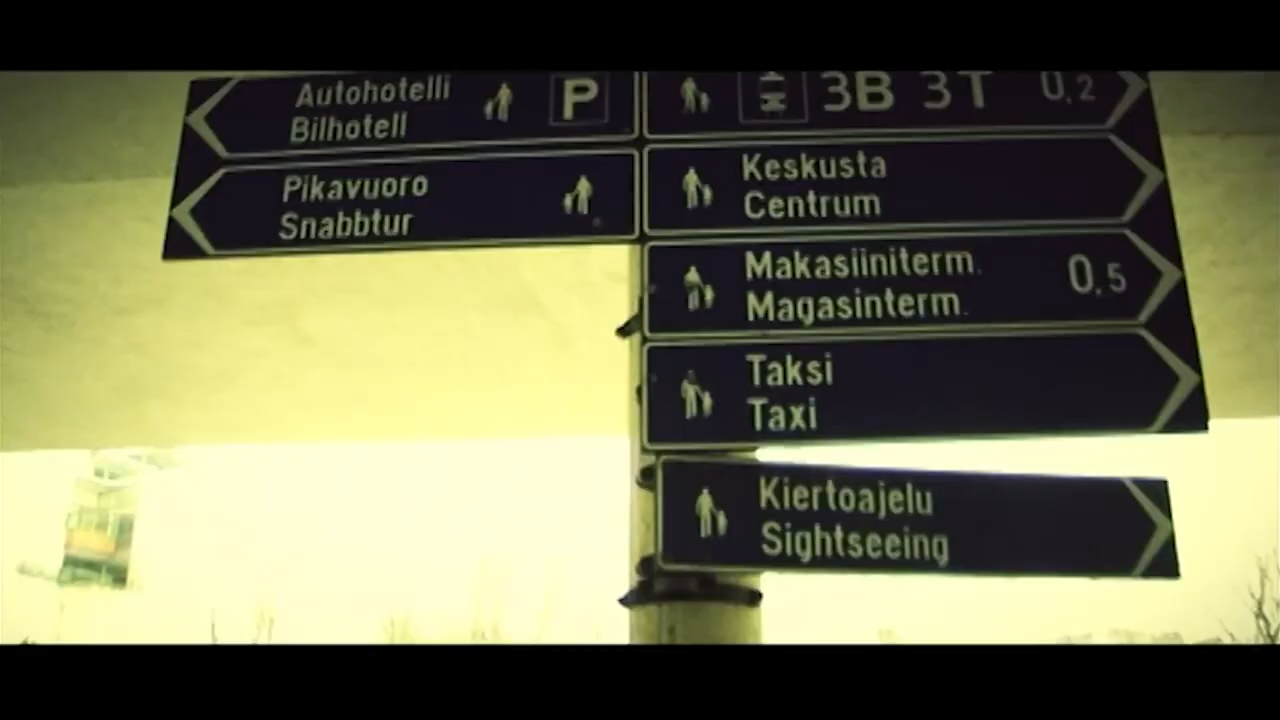 Autohotelli
Bilhotell
P
Pikavuoro
Snabbtur
3B 3T 0,2
Keskusta
Centrum
Makasiiniterm.
Magasinterm.
0,5
Taksi
Taxi
Kiertoajelu
Sightseeing